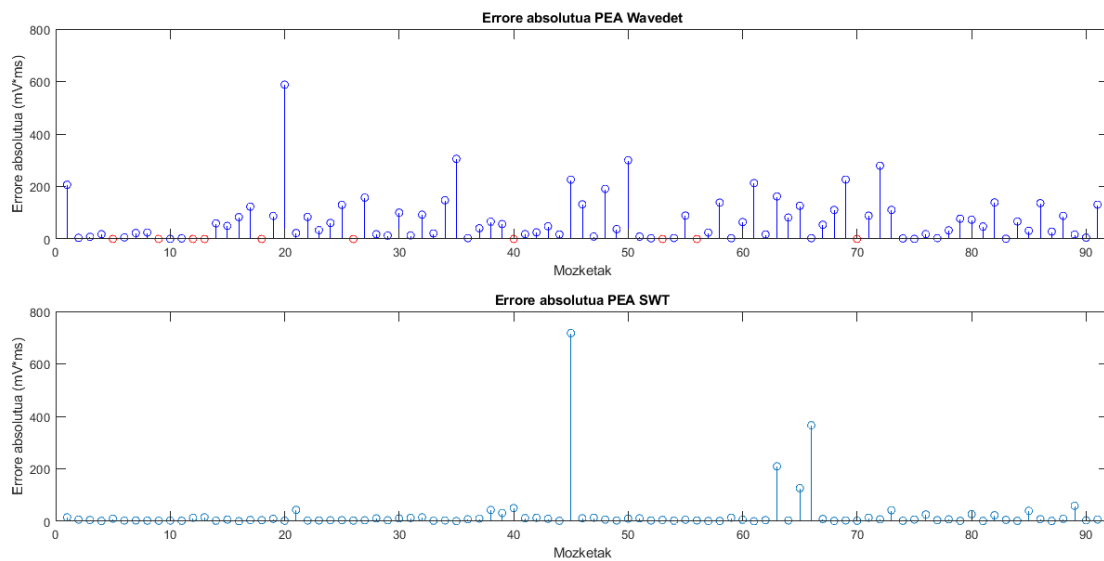 Errore absolutua PEA Wavedet
Errore absolutua (mV*ms)
800
600
400
200
0
0 10 20 30 40 50 60 70 80 90
Mozketak
Errore absolutua PEA SWT
Errore absolutua (mV*ms)
800
600
400
200
0
0 10 20 30 40 50 60 70 80 90
Mozketak